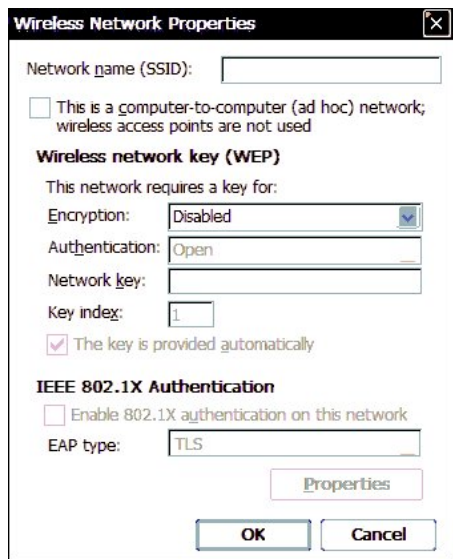 Wireless Network Properties
Network name (SSID):
This is a computer-to-computer (ad hoc) network;
wireless access points are not used
Wireless network key (WEP)
This network requires a key for:
Encryption: Disabled
Authentication: Open
Network key:
Key index: 1
The key is provided automatically
IEEE 802.1X Authentication
Enable 802.1X authentication on this network
EAP type: TLS
Properties
OK Cancel